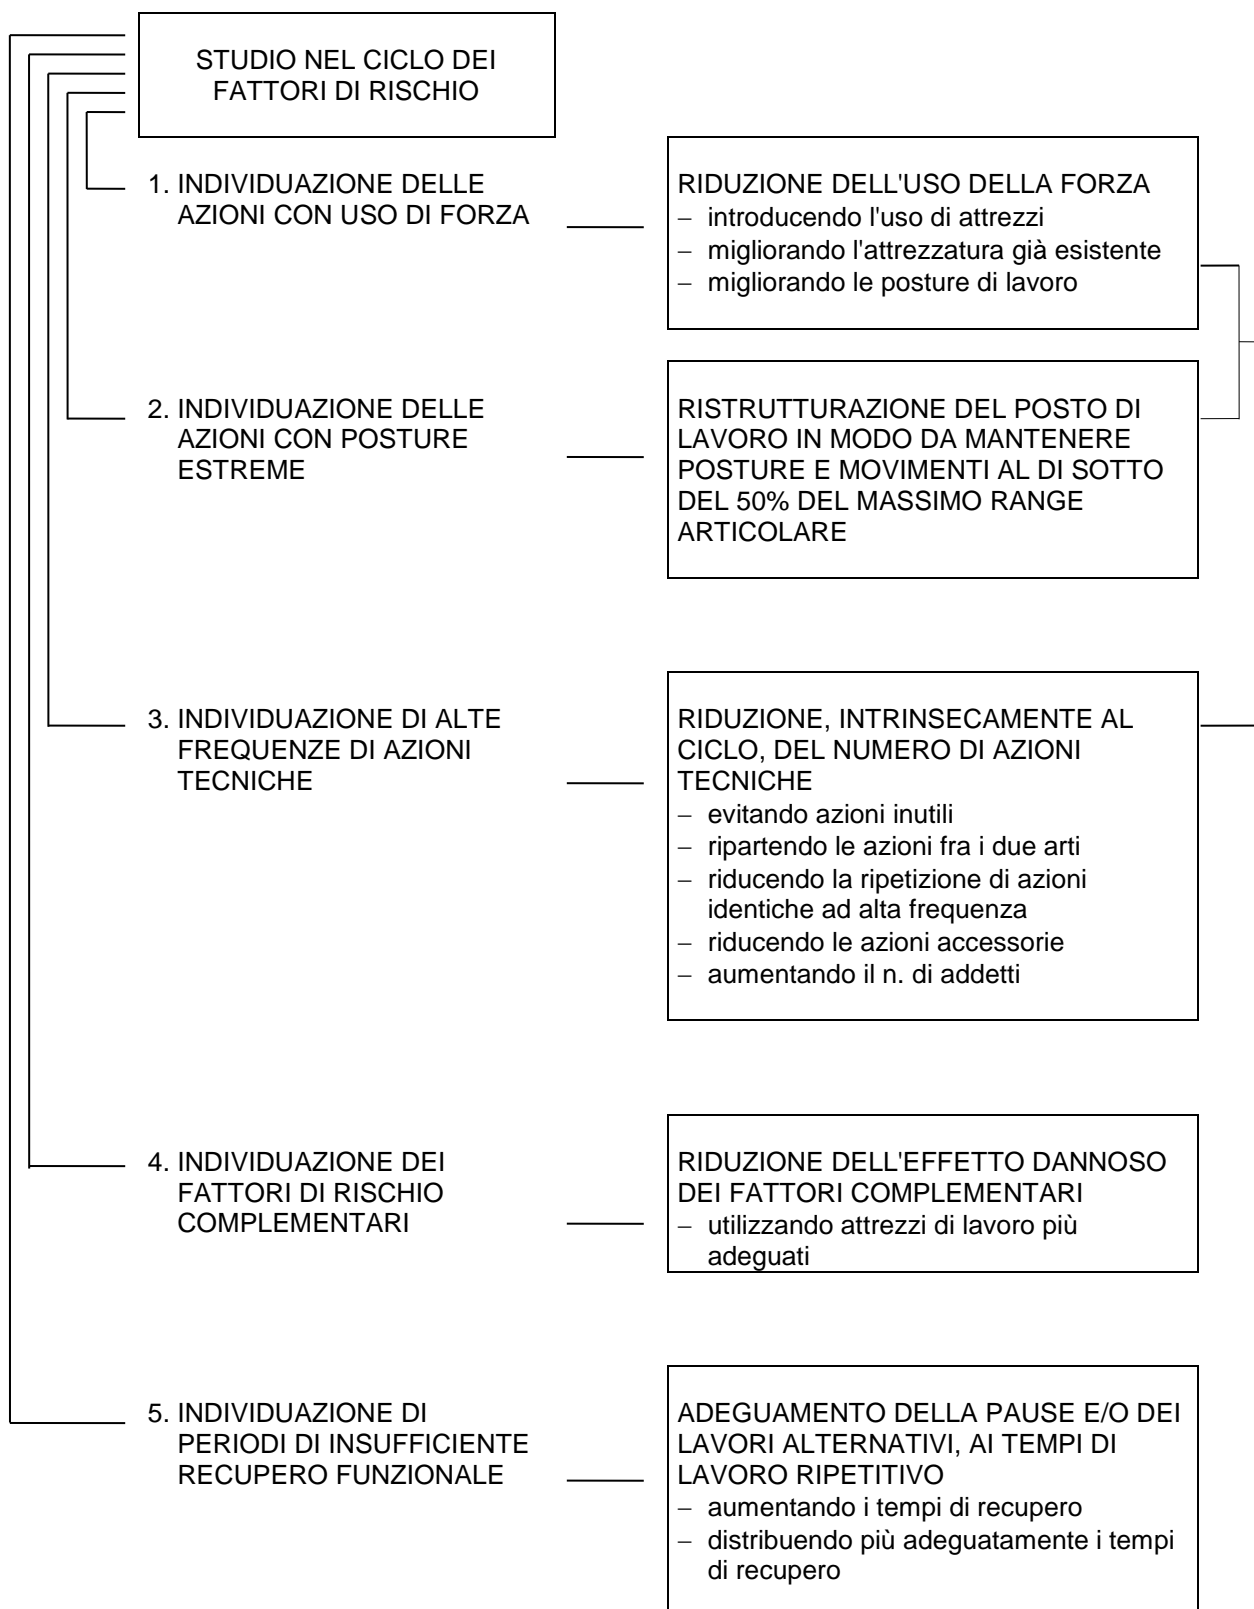 STUDIO NEL CICLO DEI
FATTORI DI RISCHIO
1. INDIVIDUAZIONE DELLE
AZIONI CON USO DI FORZA
RIDUZIONE DELL'USO DELLA FORZA
– introducendo l'uso di attrezzi
– migliorando l'attrezzatura già esistente
– migliorando le posture di lavoro
2. INDIVIDUAZIONE DELLE
AZIONI CON POSTURE
ESTREME
RISTRUTTURAZIONE DEL POSTO DI
LAVORO IN MODO DA MANTENERE
POSTURE E MOVIMENTI AL DI SOTTO
DEL 50% DEL MASSIMO RANGE
ARTICOLARE
3. INDIVIDUAZIONE DI ALTE
FREQUENZE DI AZIONI
TECNICHE
RIDUZIONE, INTRINSECAMENTE AL
CICLO, DEL NUMERO DI AZIONI
TECNICHE
– evitando azioni inutili
– ripartendo le azioni fra i due arti
– riducendo la ripetizione di azioni
identiche ad alta frequenza
– riducendo le azioni accessorie
– aumentando il n. di addetti
4. INDIVIDUAZIONE DEI
FATTORI DI RISCHIO
COMPLEMENTARI
RIDUZIONE DELL'EFFETTO DANNOSO
DEI FATTORI COMPLEMENTARI
– utilizzando attrezzi di lavoro più
adeguati
5. INDIVIDUAZIONE DI
PERIODI DI INSUFFICIENTE
RECUPERO FUNZIONALE
ADEGUAMENTO DELLA PAUSE E/O DEI
LAVORI ALTERNATIVI, AI TEMPI DI
LAVORO RIPETITIVO
– aumentando i tempi di recupero
– distribuendo più adeguatamente i tempi
di recupero